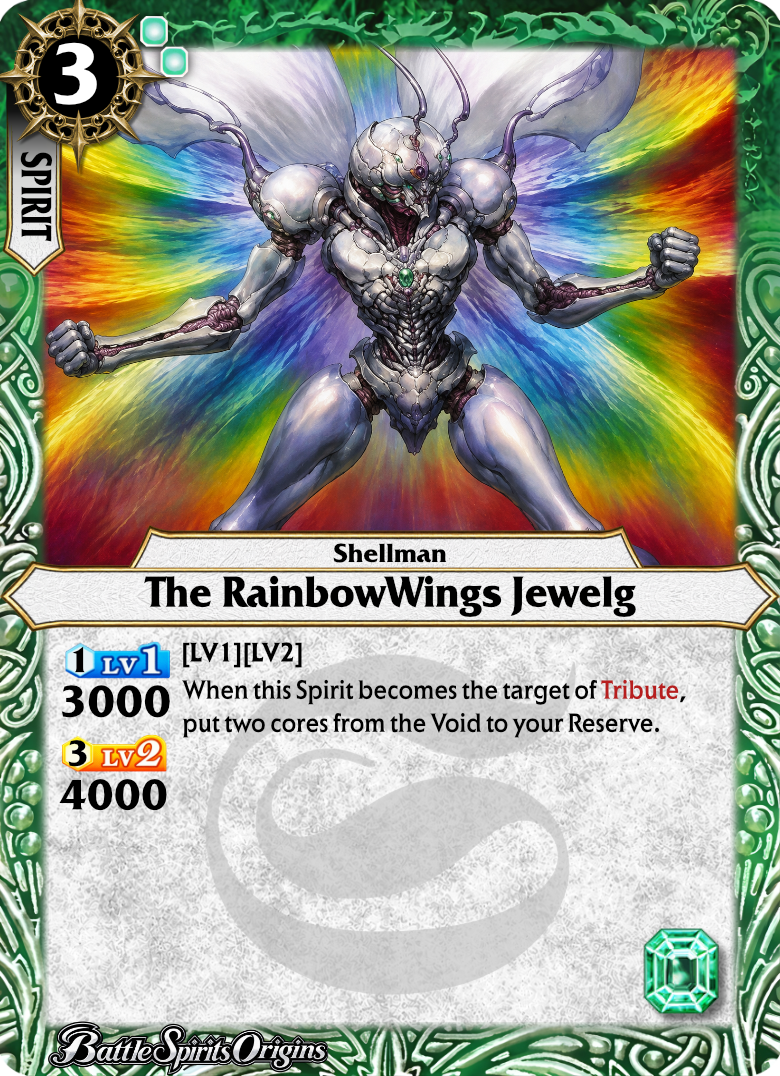 3
SPIRIT
Shellman
The RainbowWings Jewelg
1 LV1
3000
3 LV2
4000
[LV1][LV2]
When this Spirit becomes the target of Tribute,
put two cores from the Void to your Reserve.
Battle Spirits Origins